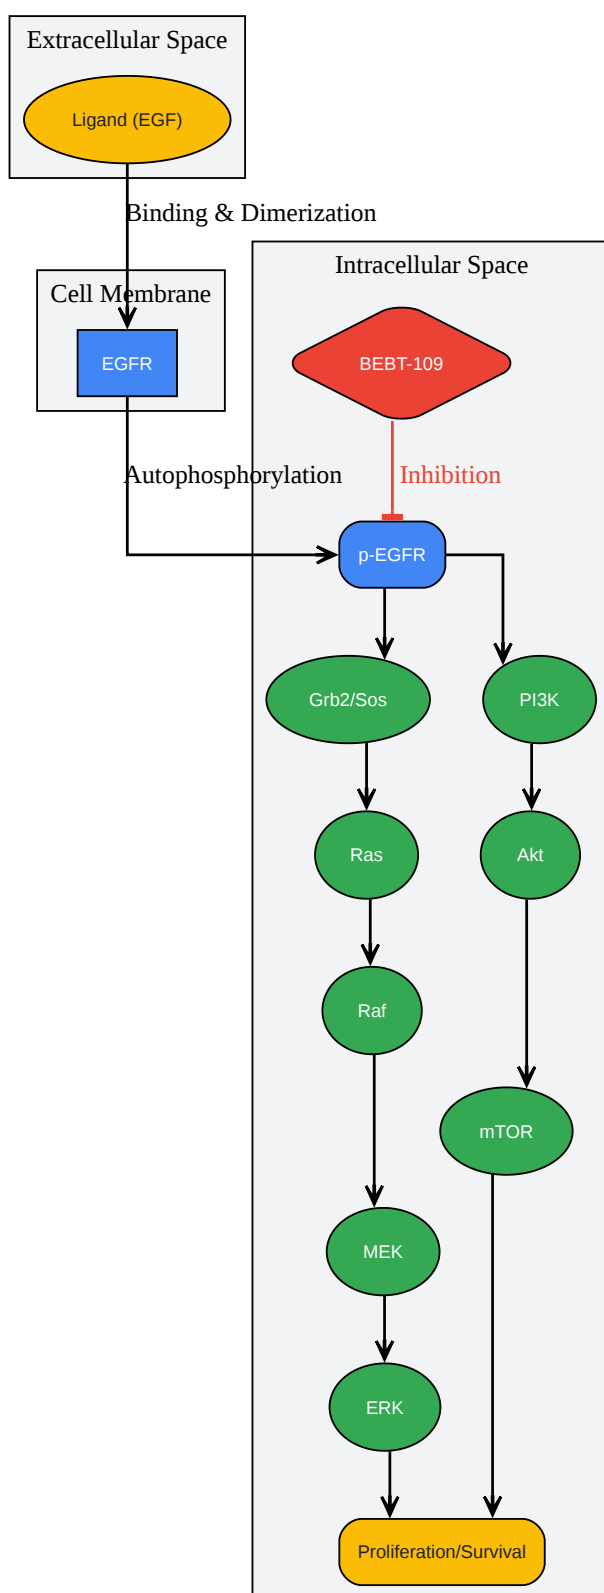 Extracellular Space
Ligand (EGF)
Binding & Dimerization
Cell Membrane
EGFR
Intracellular Space
BEBT-109
Autophosphorylation
Inhibition
p-EGFR
Grb2/Sos
PI3K
Ras
Akt
Raf
mTOR
MEK
ERK
Proliferation/Survival